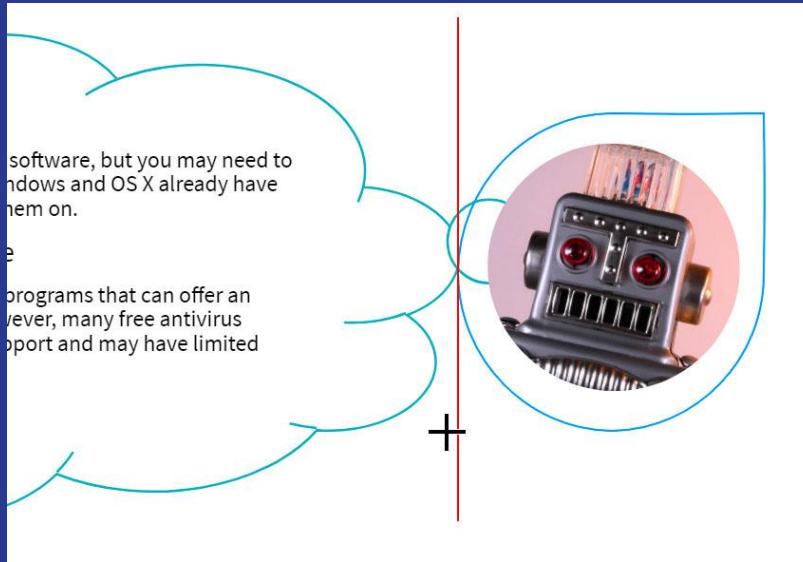 software, but you may need to
ndows and OS X already have
hem on.
e
programs that can offer an
wever, many free antivirus
pport and may have limited